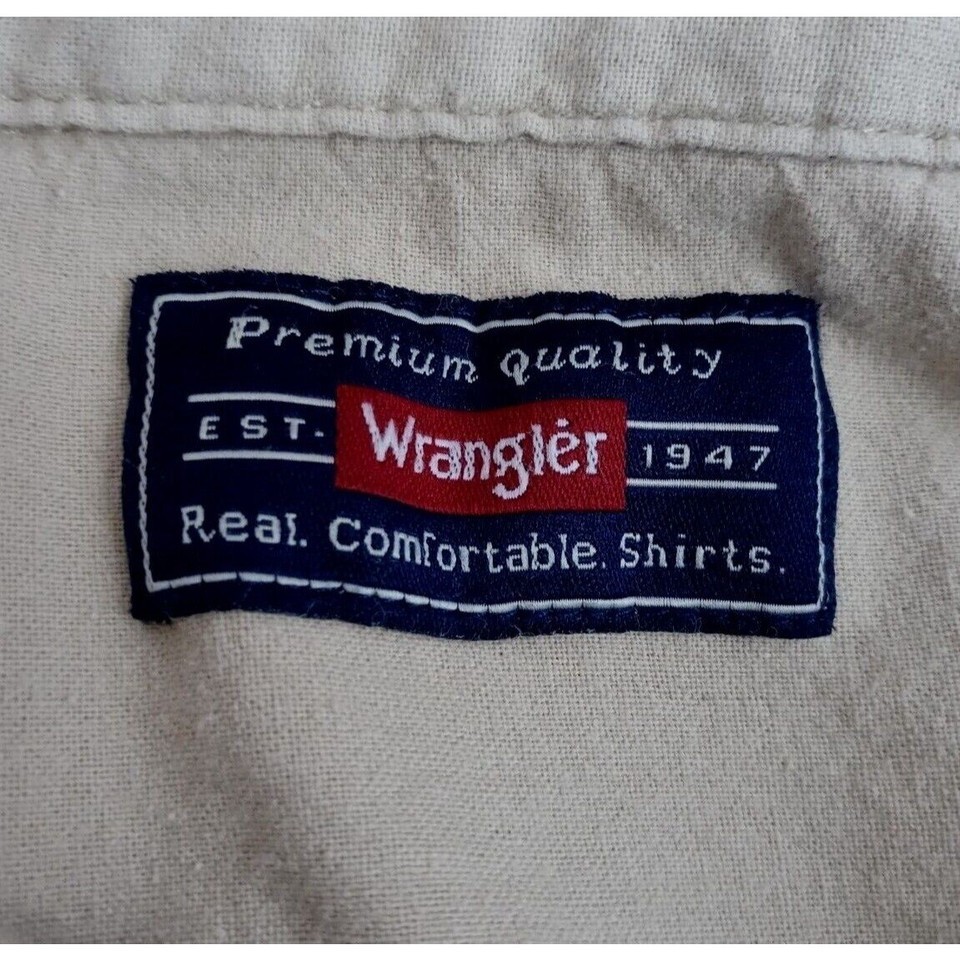 Premium Quality
EST. Wrangler 1947
Real. Comfortable. Shirts.